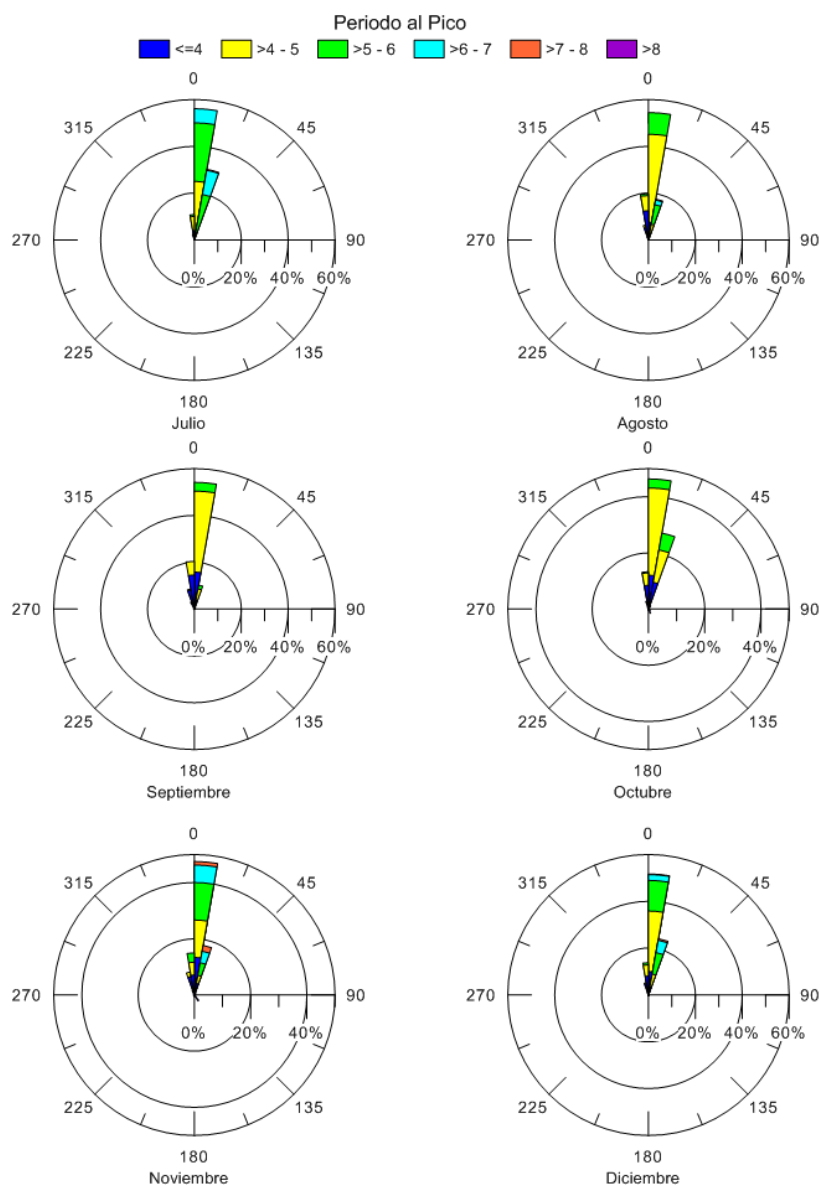 Periodo al Pico
<=4 >4 - 5 >5 - 6 >6 - 7 >7 - 8 >8
0 0
315 45 315 45
270 90 270 90
0% 20% 40% 60% 0% 20% 40% 60%
225 135 225 135
180 180
Julio Agosto
0 0
315 45 315 45
270 90 270 90
0% 20% 40% 60% 0% 20% 40%
225 135 225 135
180 180
Septiembre Octubre
0 0
315 45 315 45
270 90 270 90
0% 20% 40% 0% 20% 40% 60%
225 135 225 135
180 180
Noviembre Diciembre